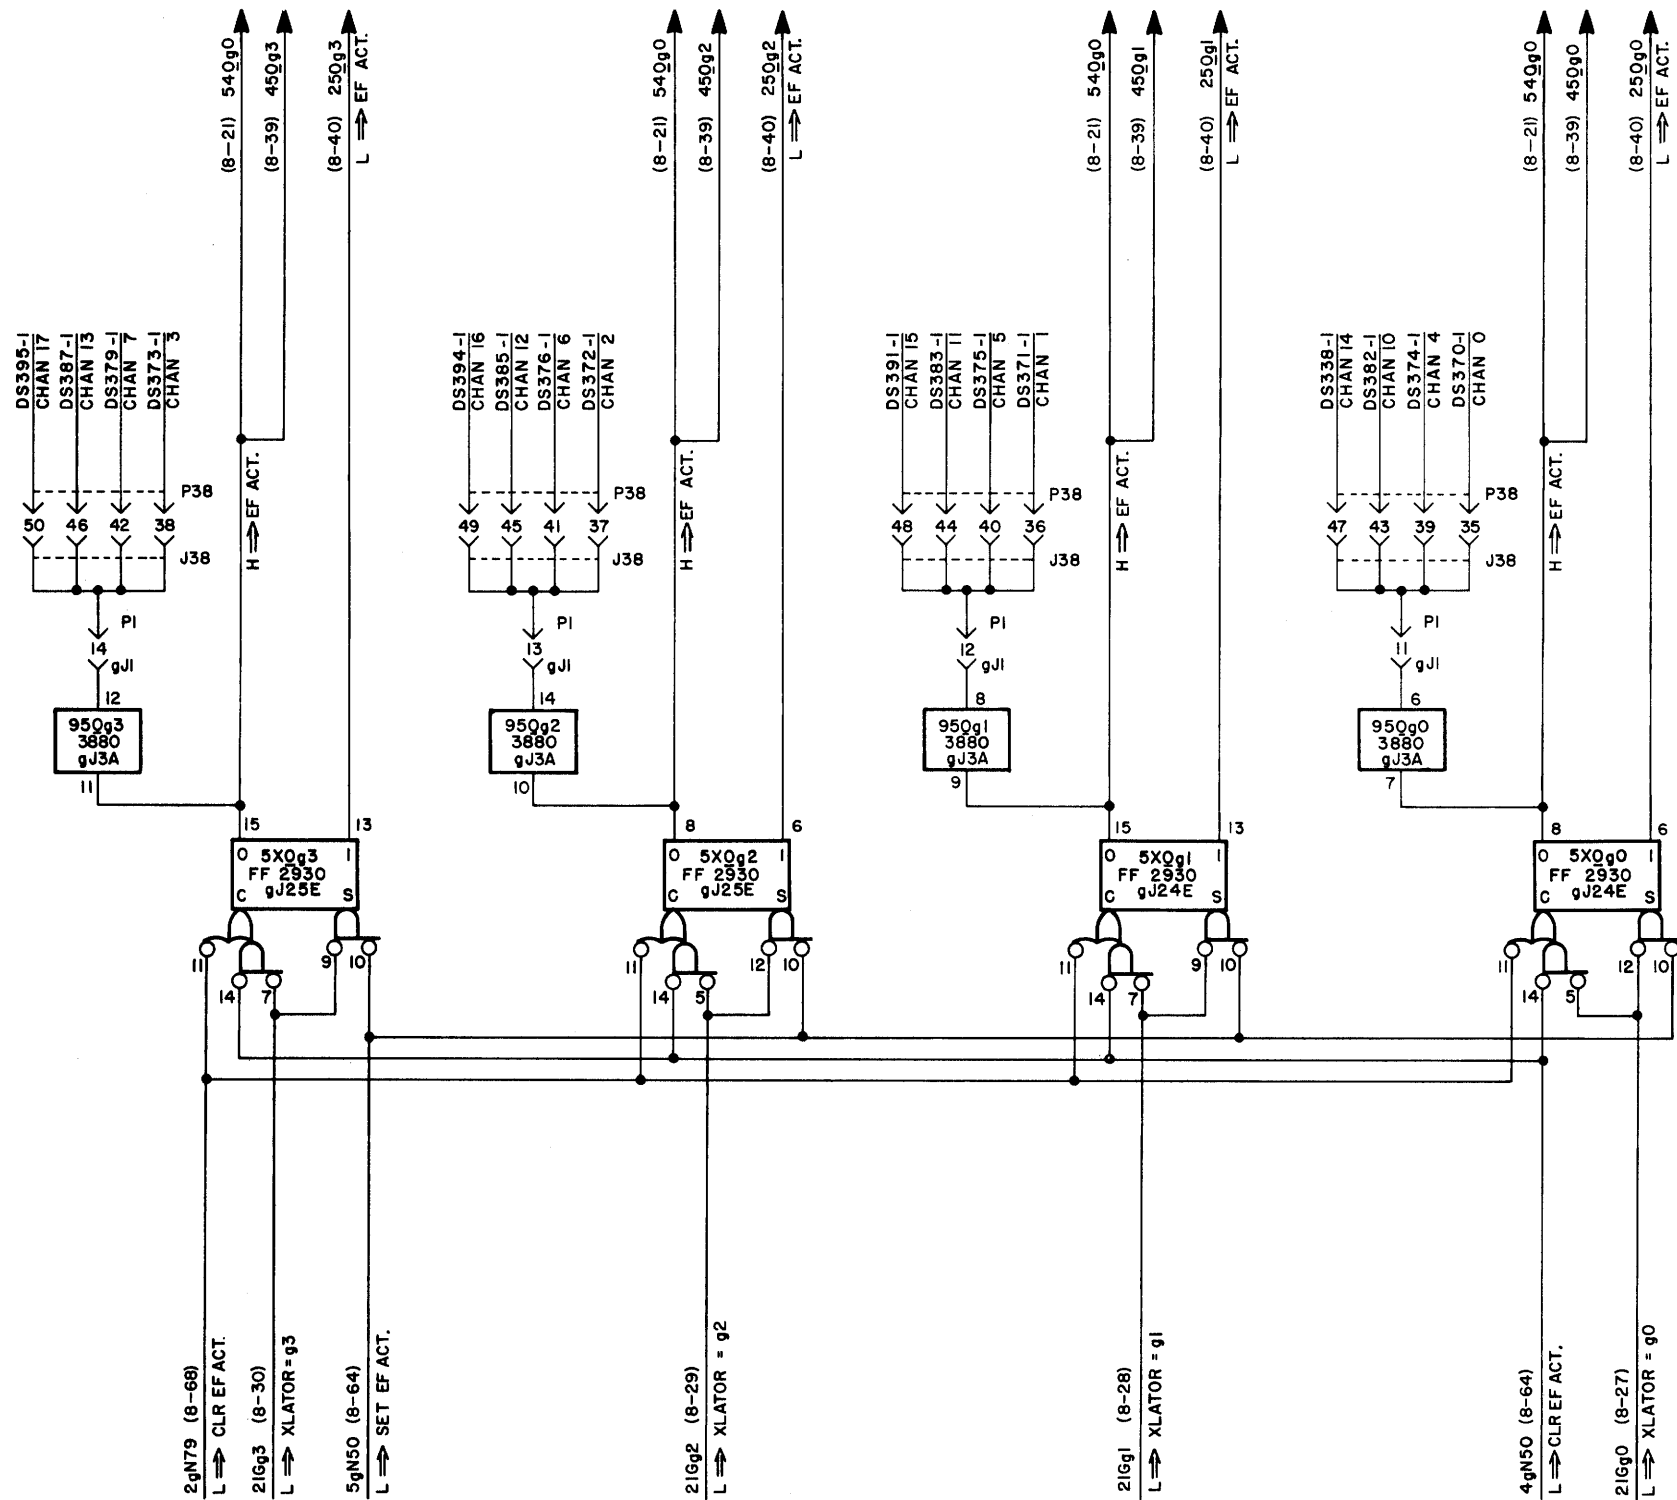 (8-21) 540g0
(8-39) 450g3
(8-40) 250g3
L ⟹ EF ACT.
(8-21) 540g0
(8-39) 450g2
(8-40) 250g2
L ⟹ EF ACT.
(8-21) 540g0
(8-39) 450g1
(8-40) 250g1
L ⟹ EF ACT.
(8-21) 540g0
(8-39) 450g0
(8-40) 250g0
L ⟹ EF ACT.
DS395-1
CHAN 17
DS387-1
CHAN 13
DS379-1
CHAN 7
DS373-1
CHAN 3
DS394-1
CHAN 16
DS385-1
CHAN 12
DS376-1
CHAN 6
DS372-1
CHAN 2
DS391-1
CHAN 15
DS383-1
CHAN 11
DS375-1
CHAN 5
DS371-1
CHAN 1
DS338-1
CHAN 14
DS382-1
CHAN 10
DS374-1
CHAN 4
DS370-1
CHAN 0
H ⟹ EF ACT.
H ⟹ EF ACT.
H ⟹ EF ACT.
H ⟹ EF ACT.
P38
P38
P38
P38
50 46 42 38
49 45 41 37
48 44 40 36
47 43 39 35
J38
J38
J38
J38
P1
P1
P1
P1
14
13
12
11
gJ1
gJ1
gJ1
gJ1
12
14
8
6
950g3
3880
gJ3A
950g2
3880
gJ3A
950g1
3880
gJ3A
950g0
3880
gJ3A
11
10
9
7
15 13
8 6
15 13
8 6
0 5X0g3 1
FF 2930
C gJ25E S
0 5X0g2 1
FF 2930
C gJ25E S
0 5X0g1 1
FF 2930
C gJ24E S
0 5X0g0 1
FF 2930
C gJ24E S
11 9 10
11 12 10
11 9 10
11 12 10
14 7
14 5
14 7
14 5
2gN79 (8-68)
L ⟹ CLR EF ACT.
21Gg3 (8-30)
L ⟹ XLATOR = g3
5gN50 (8-64)
L ⟹ SET EF ACT.
21Gg2 (8-29)
L ⟹ XLATOR = g2
21Gg1 (8-28)
L ⟹ XLATOR = g1
4gN50 (8-64)
L ⟹ CLR EF ACT.
21Gg0 (8-27)
L ⟹ XLATOR = g0